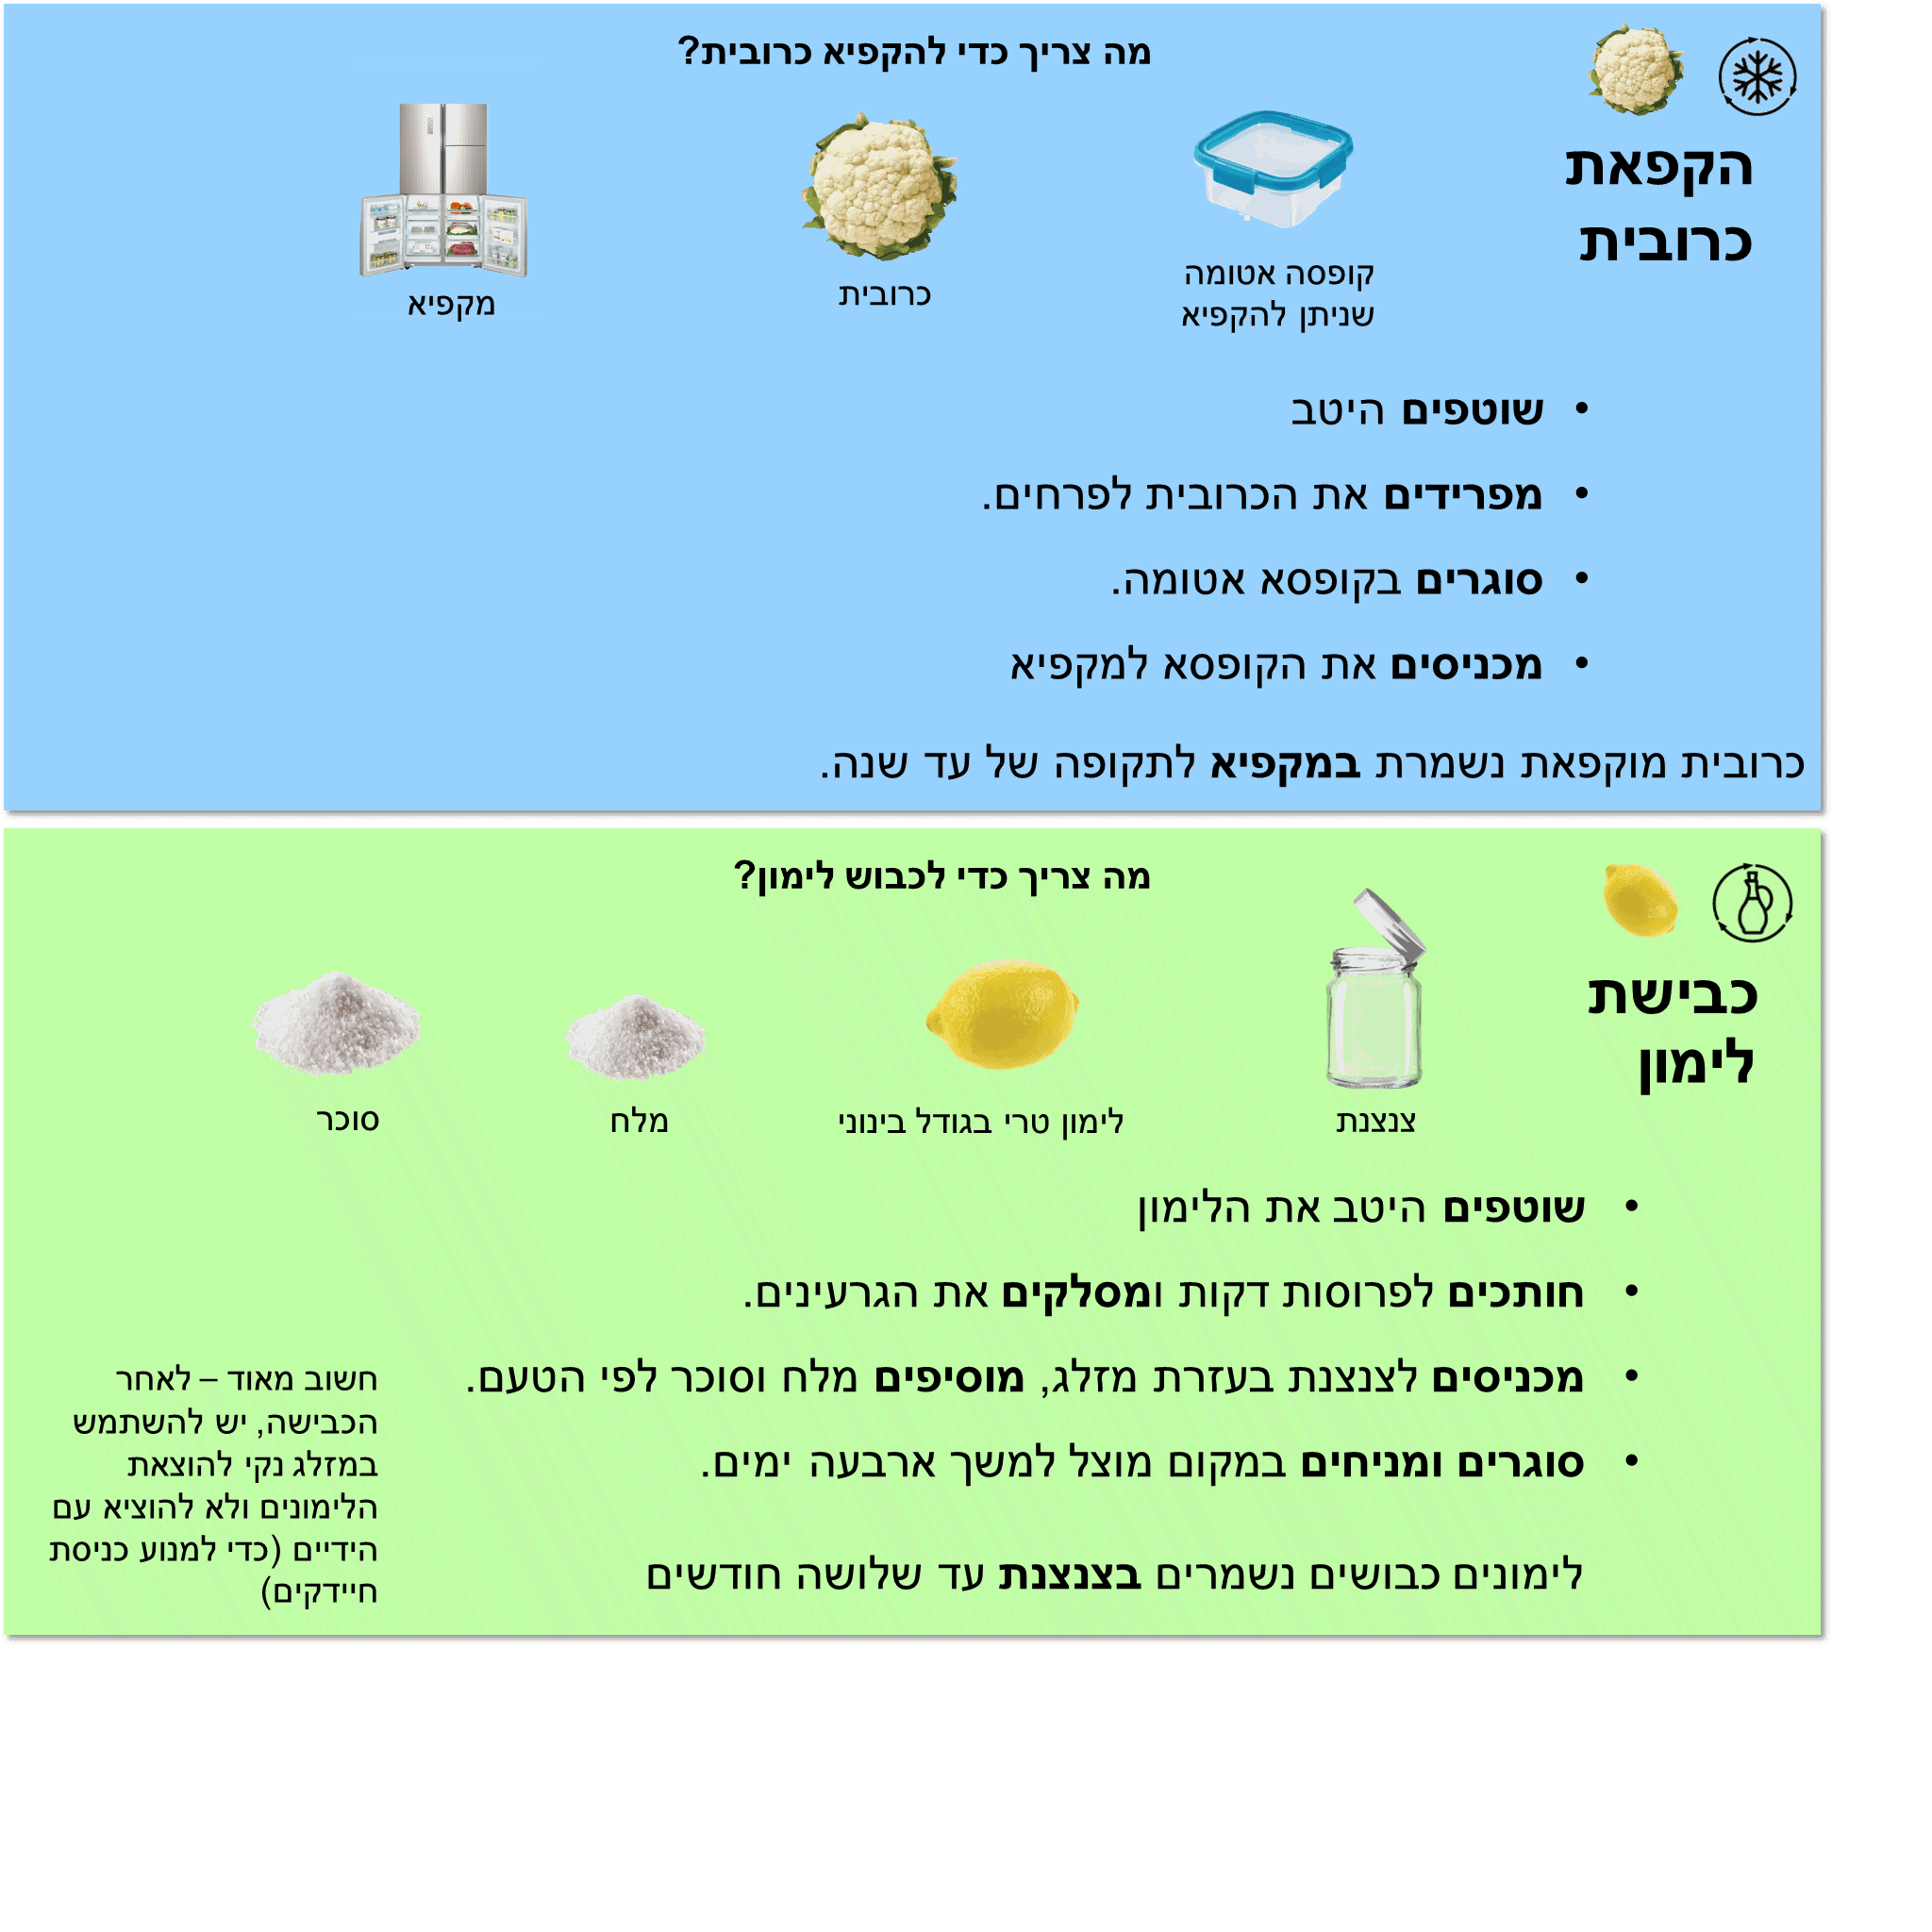 הקפאת
כרובית
מה צריך כדי להקפיא כרובית?
קופסה אטומה
שניתן להקפיא
כרובית
מקפיא
• שוטפים היטב
• מפרידים את הכרובית לפרחים.
• סוגרים בקופסא אטומה.
• מכניסים את הקופסא למקפיא
כרובית מוקפאת נשמרת במקפיא לתקופה של עד שנה.
כבישת
לימון
מה צריך כדי לכבוש לימון?
צנצנת
לימון טרי בגודל בינוני
מלח
סוכר
• שוטפים היטב את הלימון
• חותכים לפרוסות דקות ומסלקים את הגרעינים.
• מכניסים לצנצנת בעזרת מזלג, מוסיפים מלח וסוכר לפי הטעם.
• סוגרים ומניחים במקום מוצל למשך ארבעה ימים.
לימונים כבושים נשמרים בצנצנת עד שלושה חודשים
חשוב מאוד – לאחר
הכבישה, יש להשתמש
במזלג נקי להוצאת
הלימונים ולא להוציא עם
הידיים (כדי למנוע כניסת
חיידקים)